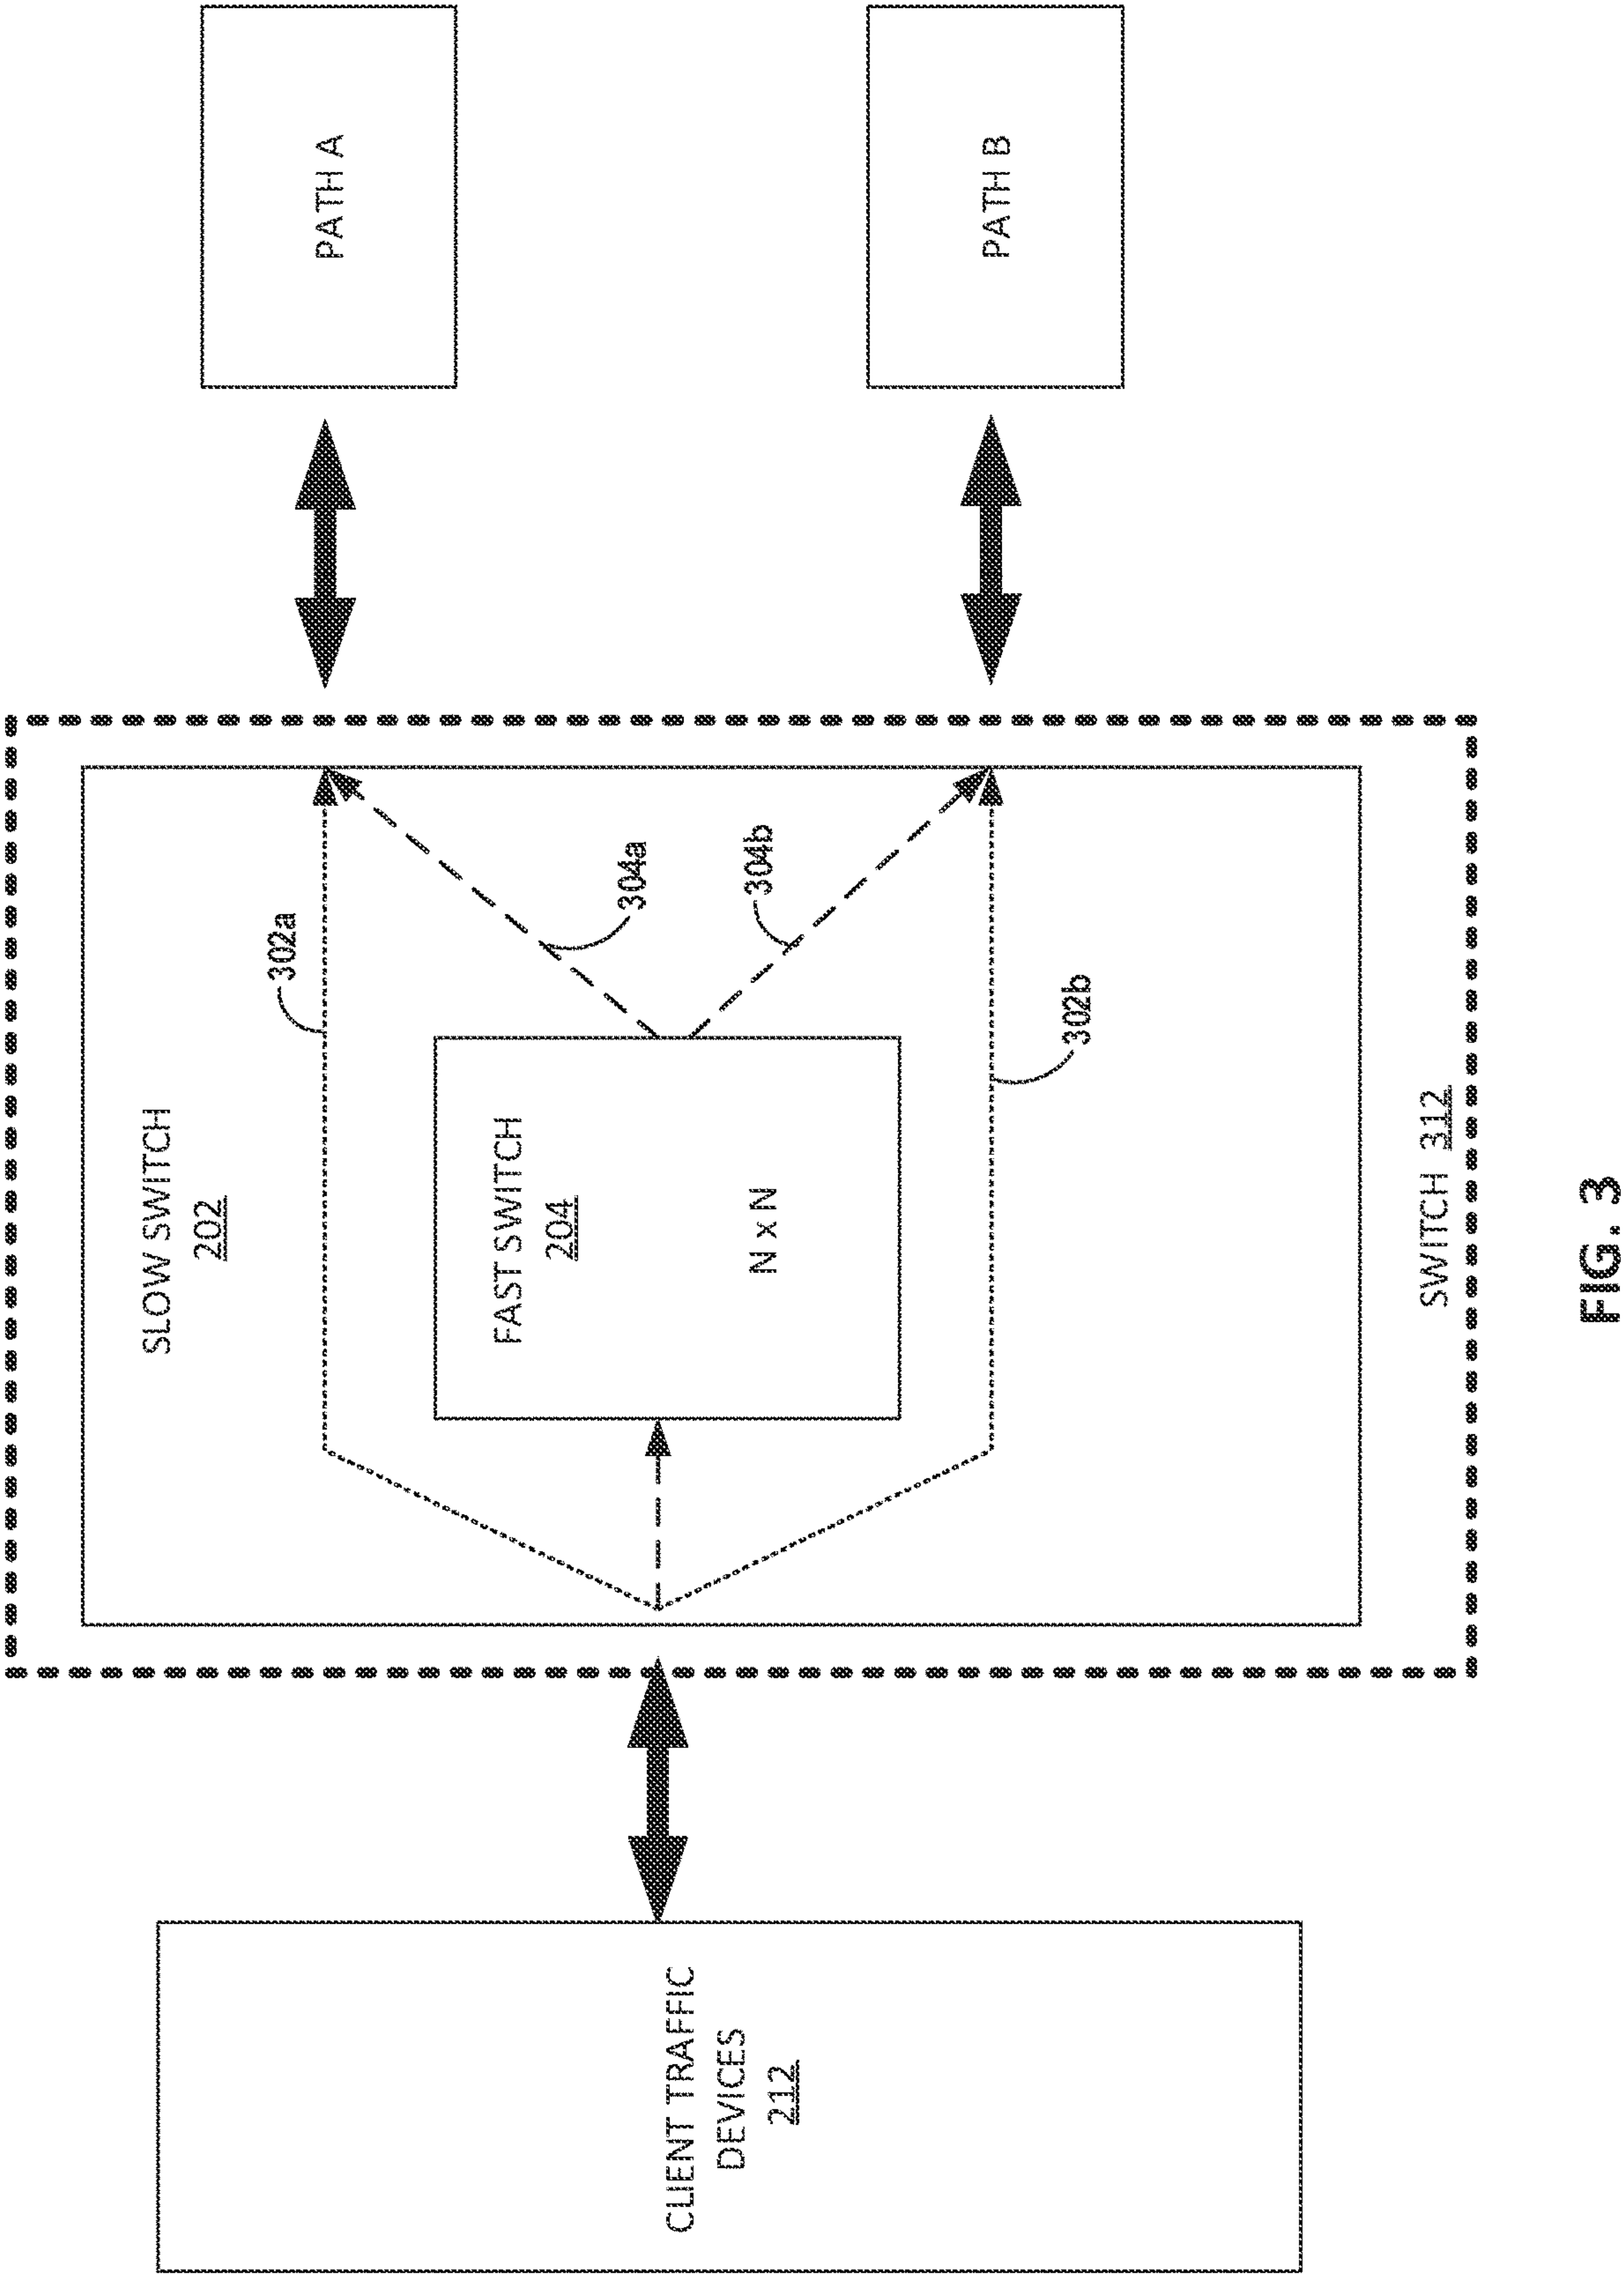 CLIENT TRAFFIC
DEVICES
212
SLOW SWITCH
202
302a
FAST SWITCH
204
N x N
304a
304b
302b
SWITCH 312
PATH A
PATH B
FIG. 3